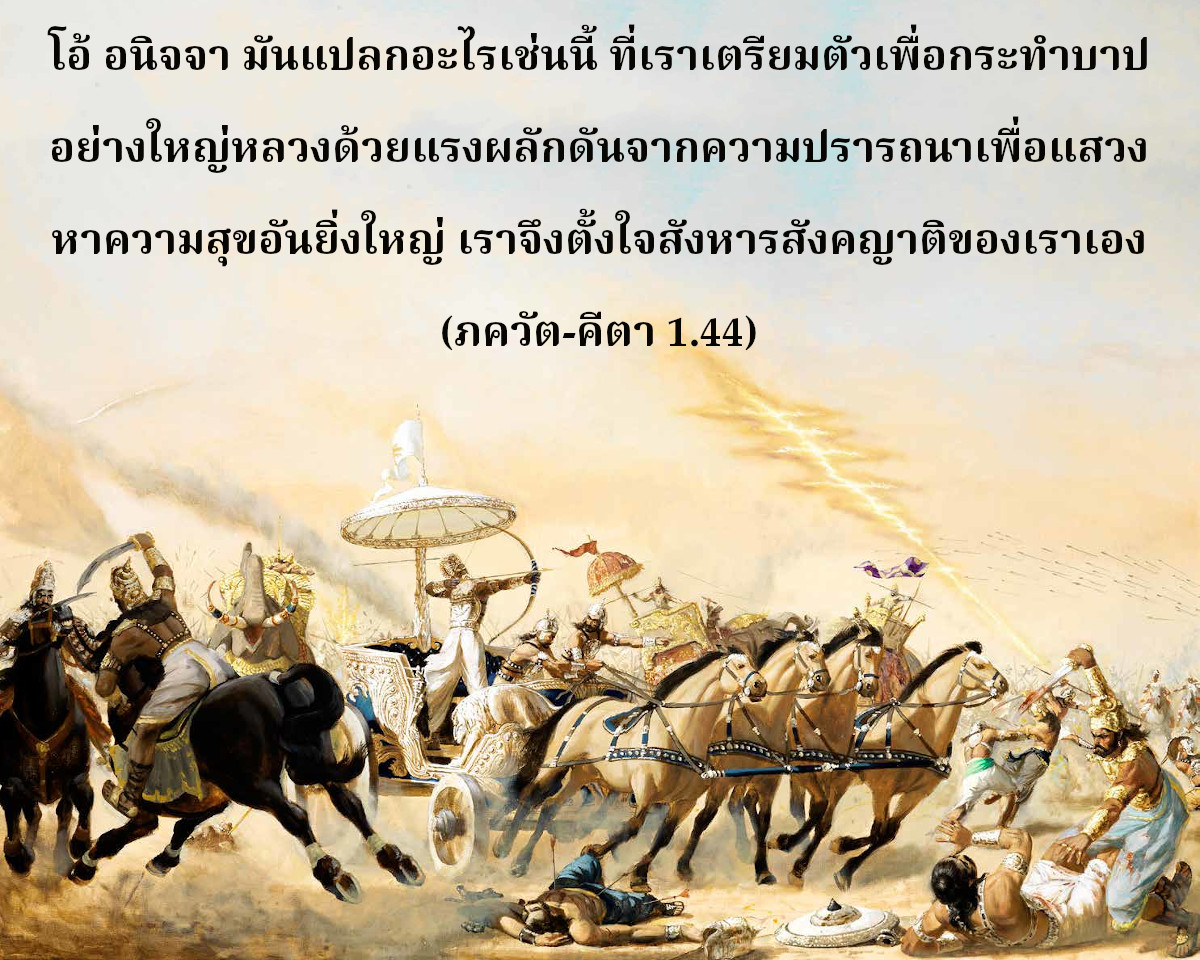 โอ้ อนิจจา มันแปลกอะไรเช่นนี้ ที่เราเตรียมตัวเพื่อกระทำบาป
อย่างใหญ่หลวงด้วยแรงผลักดันจากความปรารถนาเพื่อแสวง
หาความสุขอันยิ่งใหญ่ เราจึงตั้งใจสังหารสังคญาติของเราเอง
(ภควัต-คีตา 1.44)